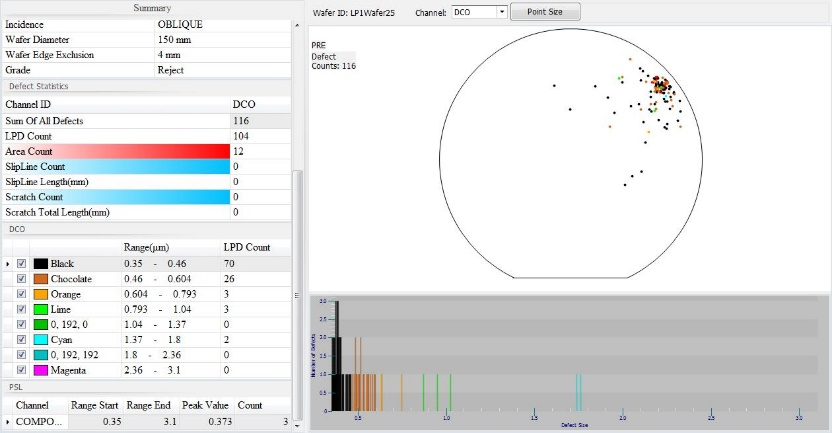 Summary
Incidence OBLIQUE
Wafer Diameter 150 mm
Wafer Edge Exclusion 4 mm
Grade Reject
Defect Statistics
Channel ID DCO
Sum Of All Defects 116
LPD Count 104
Area Count 12
SlipLine Count 0
SlipLine Length(mm) 0
Scratch Count 0
Scratch Total Length(mm) 0
DCO
Range(μm) LPD Count
Black 0.35 - 0.46 70
Chocolate 0.46 - 0.604 26
Orange 0.604 - 0.793 3
Lime 0.793 - 1.04 3
0, 192, 0 1.04 - 1.37 0
Cyan 1.37 - 1.8 2
0, 192, 192 1.8 - 2.36 0
Magenta 2.36 - 3.1 0
PSL
Channel Range Start Range End Peak Value Count
COMPO... 0.35 3.1 0.373 3
Wafer ID: LP1Wafer25 Channel: DCO Point Size
PRE
Defect
Counts: 116
Number of Defects
3.0
2.5
2.0
1.5
1.0
0.5
0
0.5 1.0 1.5 2.0 2.5 3.0
Defect Size